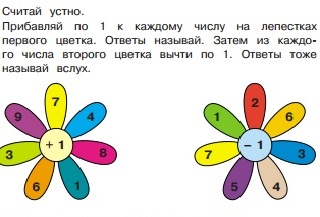 Считай устно.
Прибавляй по 1 к каждому числу на лепестках
первого цветка. Ответы называй. Затем из каждо-
го числа второго цветка вычти по 1. Ответы тоже
называй вслух.
7
9 4
+ 1
3 8
6 1
2
1 6
− 1
7 3
5 4